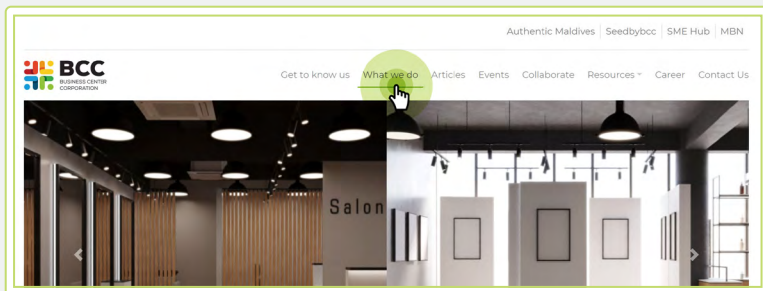 Authentic Maldives Seedbybcc SME Hub MBN
BCC
BUSINESS CENTER
CORPORATION
Get to know us What we do Articles Events Collaborate Resources Career Contact Us
Salon